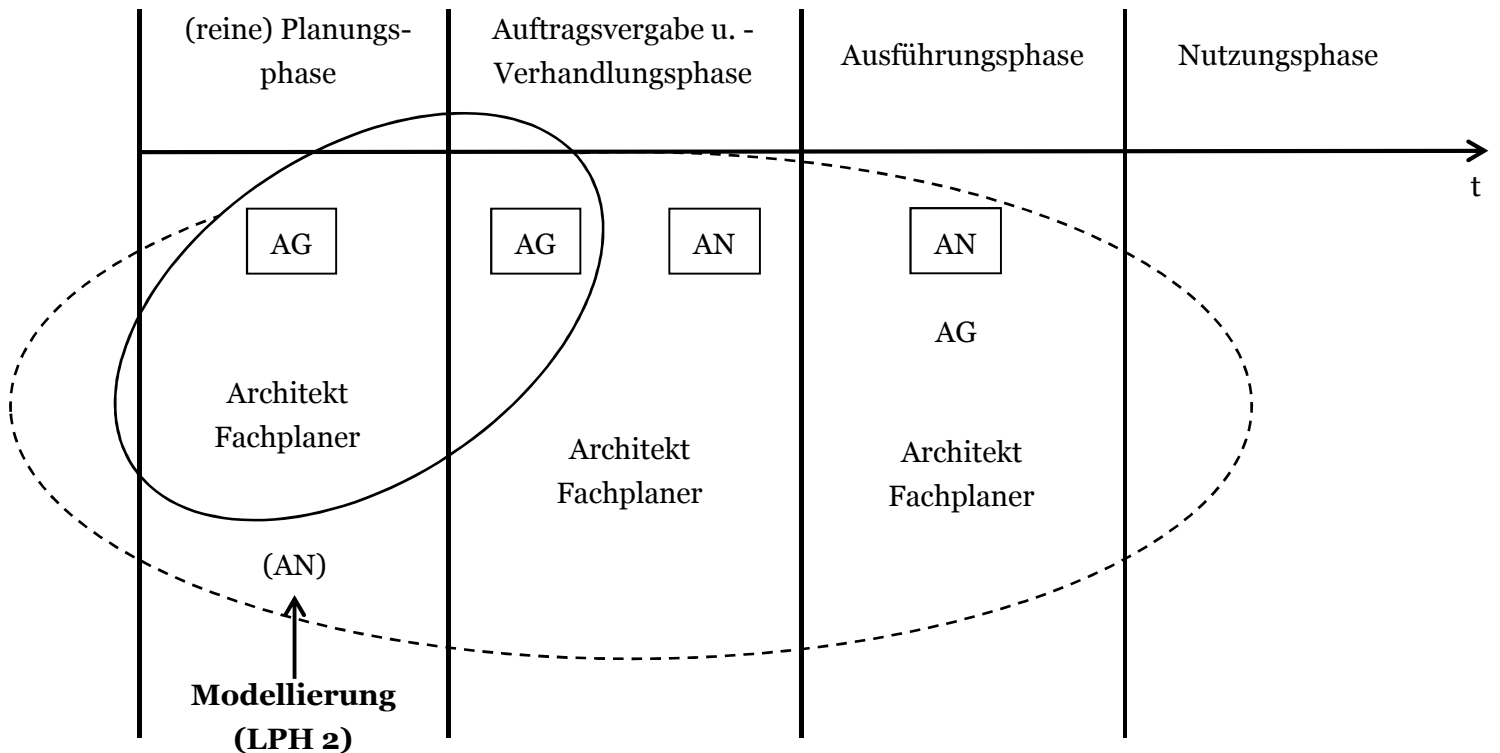 (reine) Planungs-
phase
Auftragsvergabe u. -
Verhandlungsphase
Ausführungsphase
Nutzungsphase
t
AG
AG
AN
AN
AG
Architekt
Fachplaner
Architekt
Fachplaner
Architekt
Fachplaner
(AN)
Modellierung
(LPH 2)